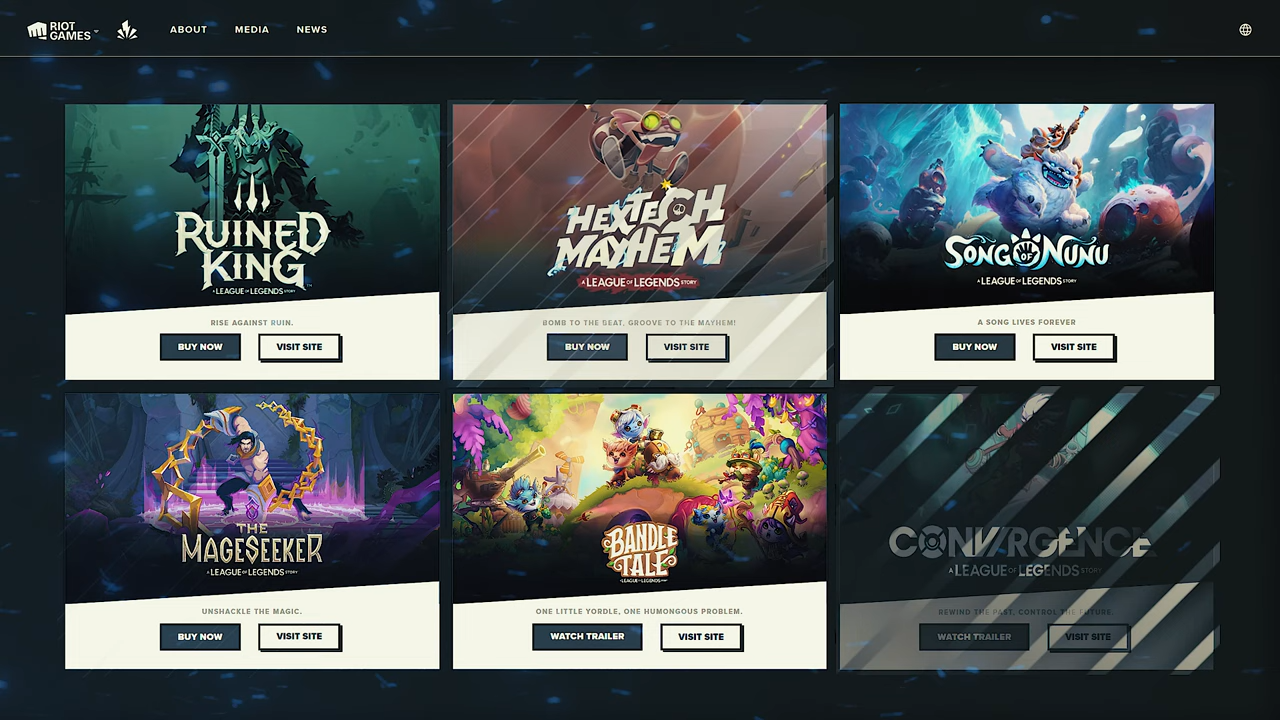 RIOT
GAMES
ABOUT
MEDIA
NEWS
RUINED
KING
A LEAGUE OF LEGENDS STORY
RISE AGAINST RUIN.
BUY NOW
VISIT SITE
HEXTECH
MAYHEM
A LEAGUE OF LEGENDS STORY
BOMB TO THE BEAT, GROOVE TO THE MAYHEM!
BUY NOW
VISIT SITE
SONG OF NUNU
A LEAGUE OF LEGENDS STORY
A SONG LIVES FOREVER
BUY NOW
VISIT SITE
THE
MAGESEEKER
A LEAGUE OF LEGENDS STORY
UNSHACKLE THE MAGIC.
BUY NOW
VISIT SITE
BANDLE
TALE
A LEAGUE OF LEGENDS STORY
ONE LITTLE YORDLE, ONE HUMONGOUS PROBLEM.
WATCH TRAILER
VISIT SITE
CONVERGENCE
A LEAGUE OF LEGENDS STORY
REWIND THE PAST, CONTROL THE FUTURE.
WATCH TRAILER
VISIT SITE